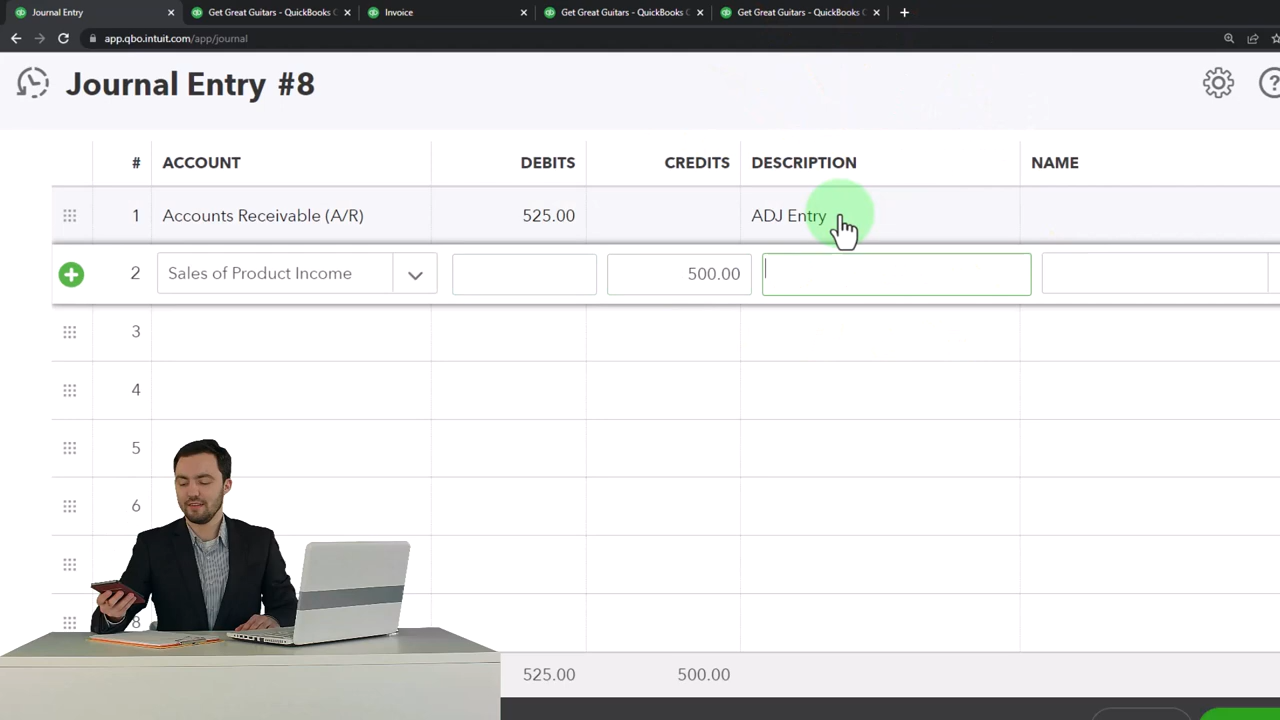 Journal Entry
Get Great Guitars - QuickBooks
Invoice
Get Great Guitars - QuickBooks C
Get Great Guitars - QuickBooks C
app.qbo.intuit.com/app/journal
Journal Entry #8
?
# ACCOUNT DEBITS CREDITS DESCRIPTION NAME
1 Accounts Receivable (A/R) 525.00 ADJ Entry
2 Sales of Product Income 500.00
3
4
5
6
8
525.00 500.00